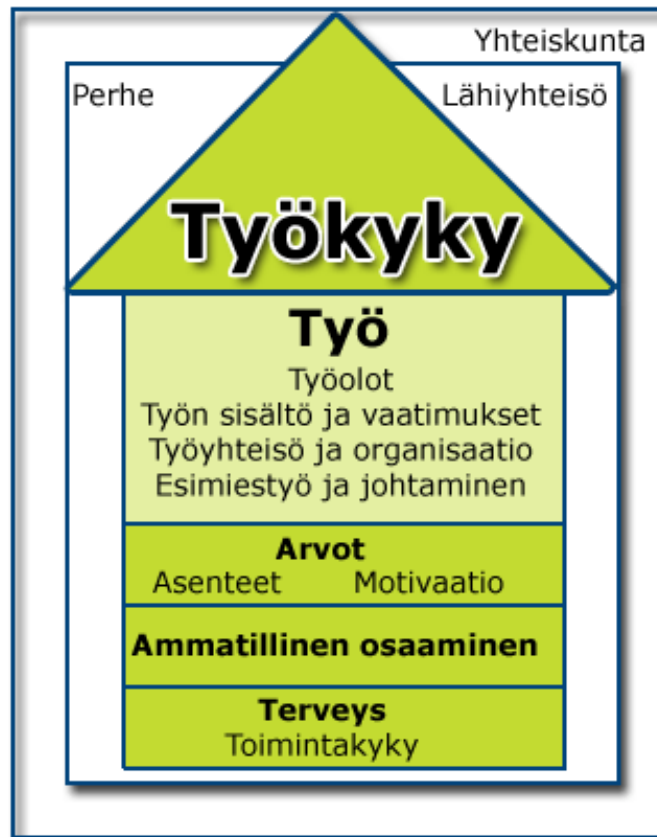 Yhteiskunta
Perhe
Lähiyhteisö
Työkyky
Työ
Työolot
Työn sisältö ja vaatimukset
Työyhteisö ja organisaatio
Esimiestyö ja johtaminen
Arvot
Asenteet Motivaatio
Ammatillinen osaaminen
Terveys
Toimintakyky